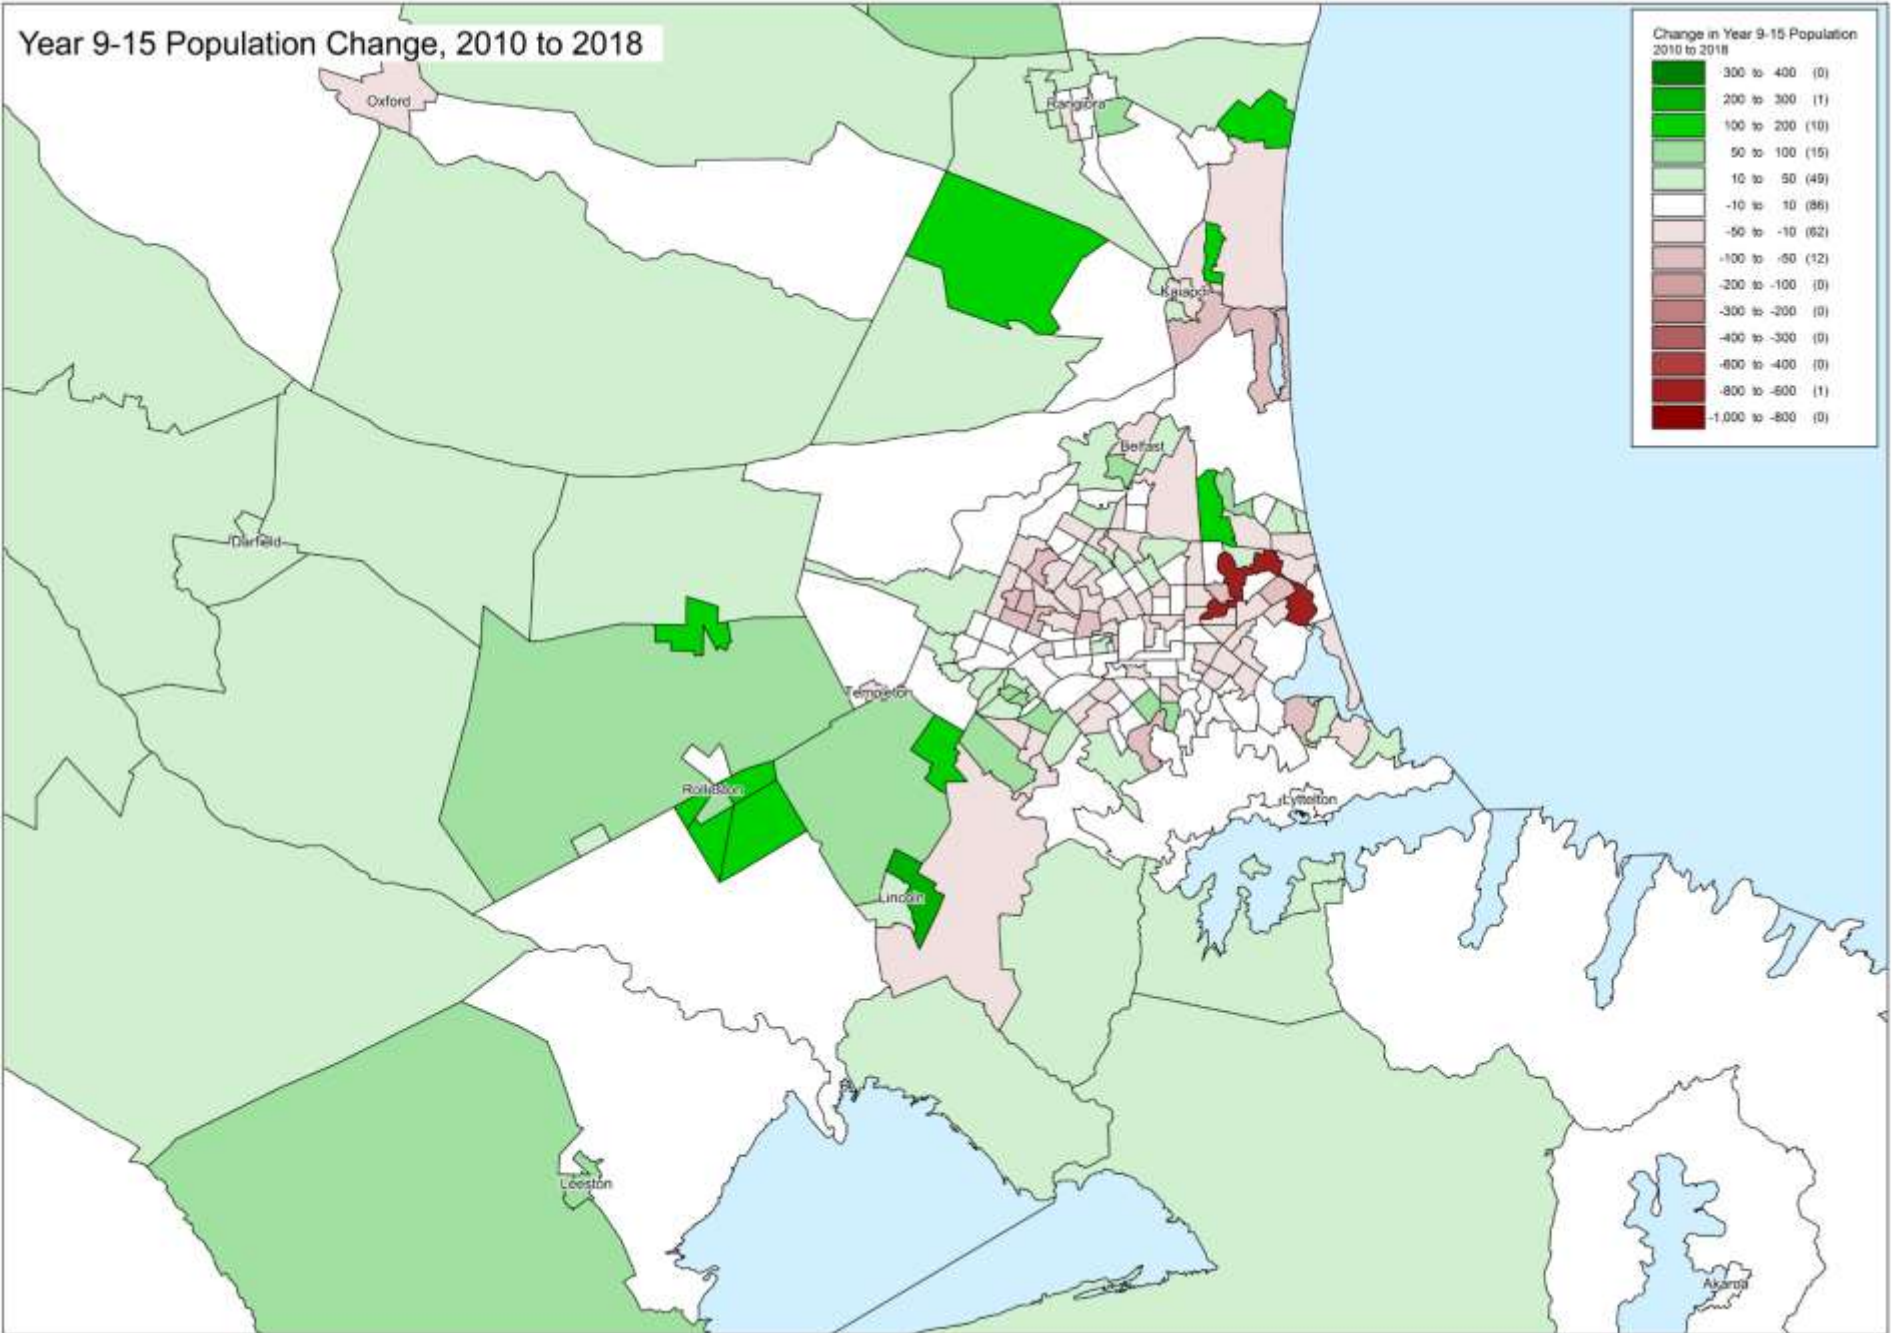 Year 9-15 Population Change, 2010 to 2018
Change in Year 9-15 Population
2010 to 2018
300 to 400 (0)
200 to 300 (1)
100 to 200 (10)
50 to 100 (15)
10 to 50 (49)
-10 to 10 (86)
-50 to -10 (62)
-100 to -50 (12)
-200 to -100 (0)
-300 to -200 (0)
-400 to -300 (0)
-600 to -400 (0)
-800 to -600 (1)
-1,000 to -800 (0)
Oxford
Rangiora
Kaiapoi
Belfast
Darfield
Templeton
Rolleston
Lyttelton
Lincoln
Leeston
Akaroa